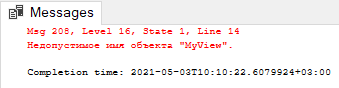 Messages
Msg 208, Level 16, State 1, Line 14
Недопустимое имя объекта "MyView".
Completion time: 2021-05-03T10:10:22.6079924+03:00